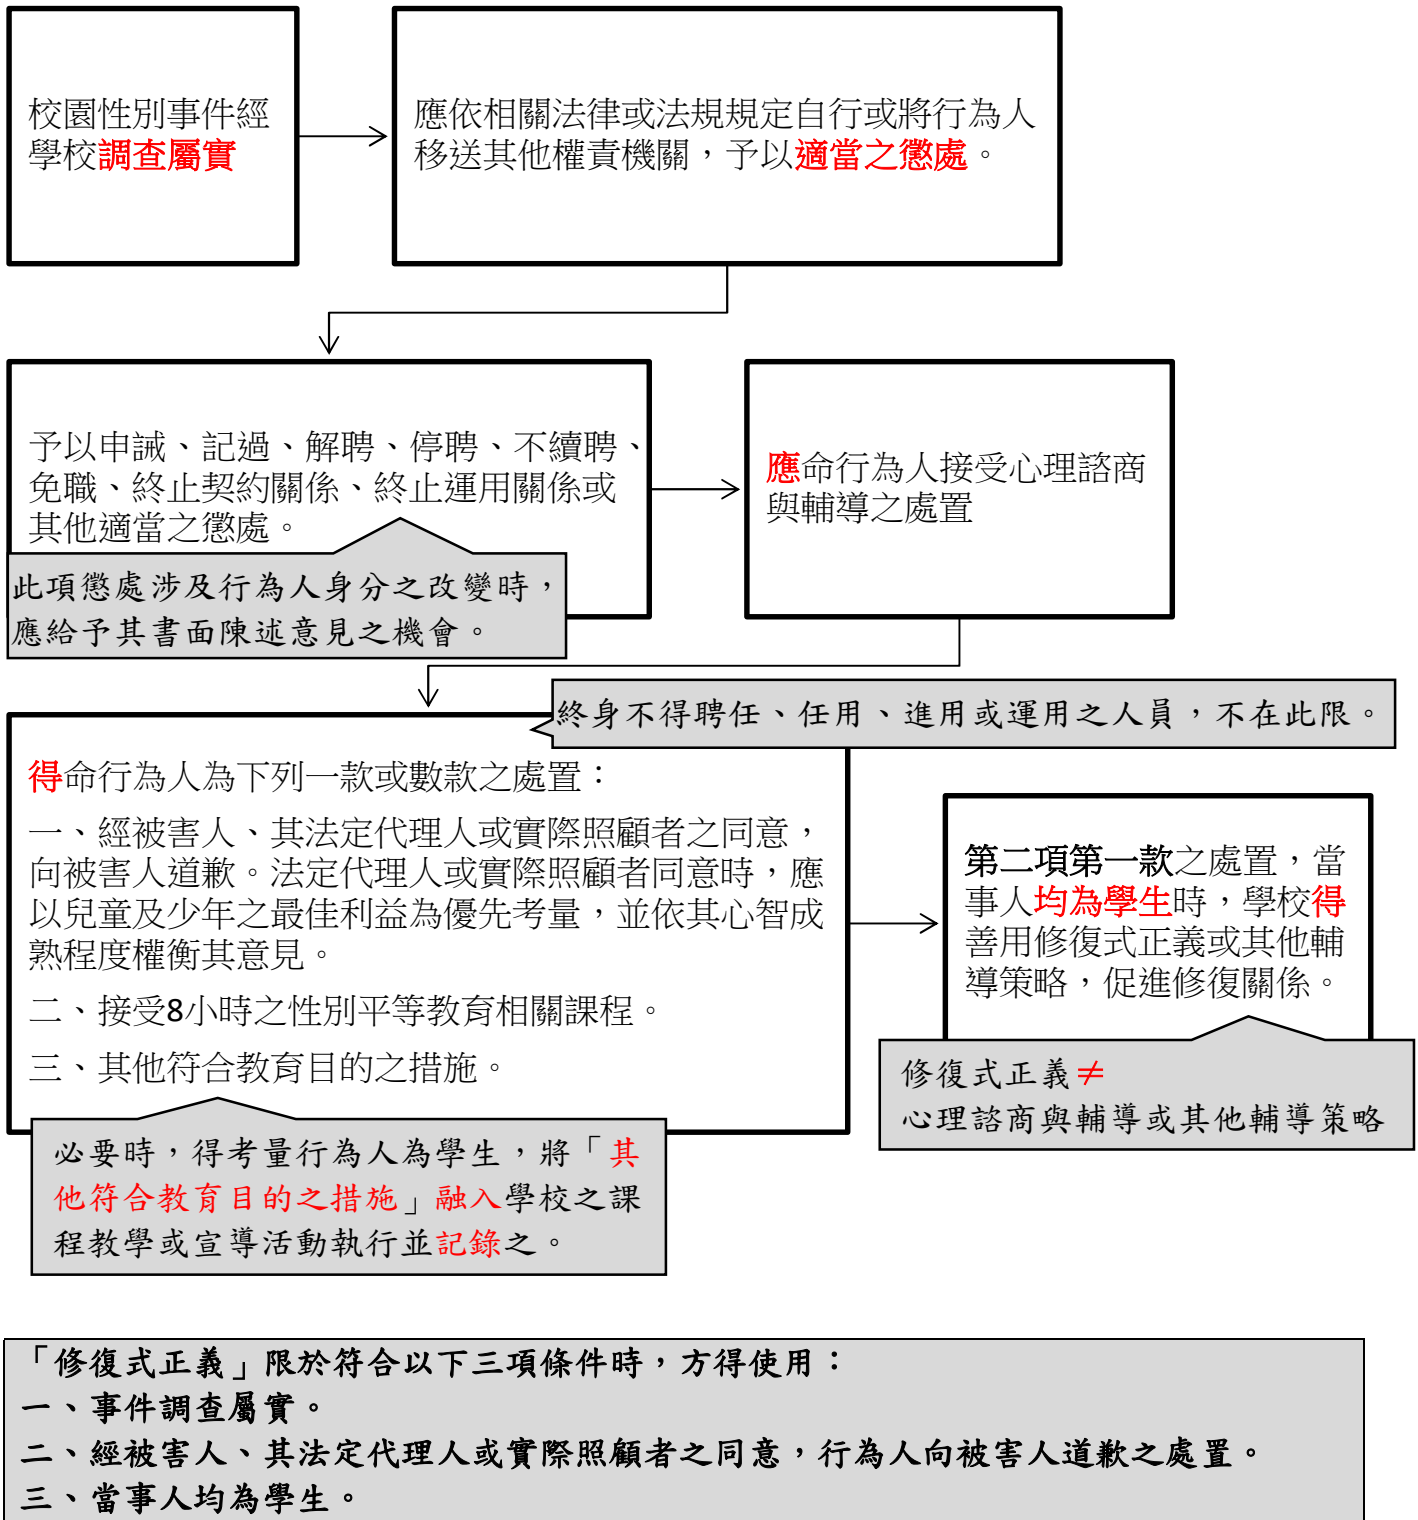 校園性別事件經
學校調查屬實
應依相關法律或法規規定自行或將行為人
移送其他權責機關，予以適當之懲處。
予以申誡、記過、解聘、停聘、不續聘、
免職、終止契約關係、終止運用關係或
其他適當之懲處。
此項懲處涉及行為人身分之改變時，
應給予其書面陳述意見之機會。
應命行為人接受心理諮商
與輔導之處置
終身不得聘任、任用、進用或運用之人員，不在此限。
得命行為人為下列一款或數款之處置：
一、經被害人、其法定代理人或實際照顧者之同意，
向被害人道歉。法定代理人或實際照顧者同意時，應
以兒童及少年之最佳利益為優先考量，並依其心智成
熟程度權衡其意見。
二、接受8小時之性別平等教育相關課程。
三、其他符合教育目的之措施。
必要時，得考量行為人為學生，將「其
他符合教育目的之措施」融入學校之課
程教學或宣導活動執行並記錄之。
第二項第一款之處置，當
事人均為學生時，學校得
善用修復式正義或其他輔
導策略，促進修復關係。
修復式正義≠
心理諮商與輔導或其他輔導策略
「修復式正義」限於符合以下三項條件時，方得使用：
一、事件調查屬實。
二、經被害人、其法定代理人或實際照顧者之同意，行為人向被害人道歉之處置。
三、當事人均為學生。